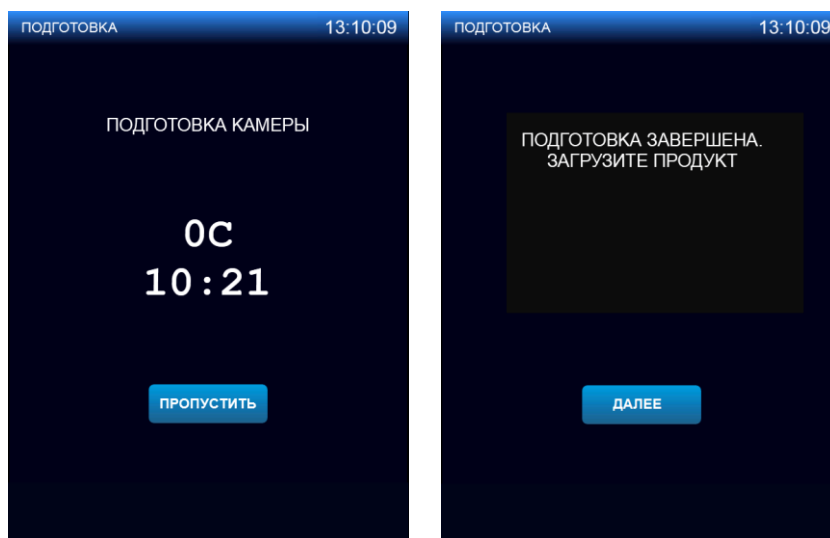 ПОДГОТОВКА 13:10:09
ПОДГОТОВКА КАМЕРЫ
0С
10:21
ПРОПУСТИТЬ
ПОДГОТОВКА 13:10:09
ПОДГОТОВКА ЗАВЕРШЕНА.
ЗАГРУЗИТЕ ПРОДУКТ
ДАЛЕЕ